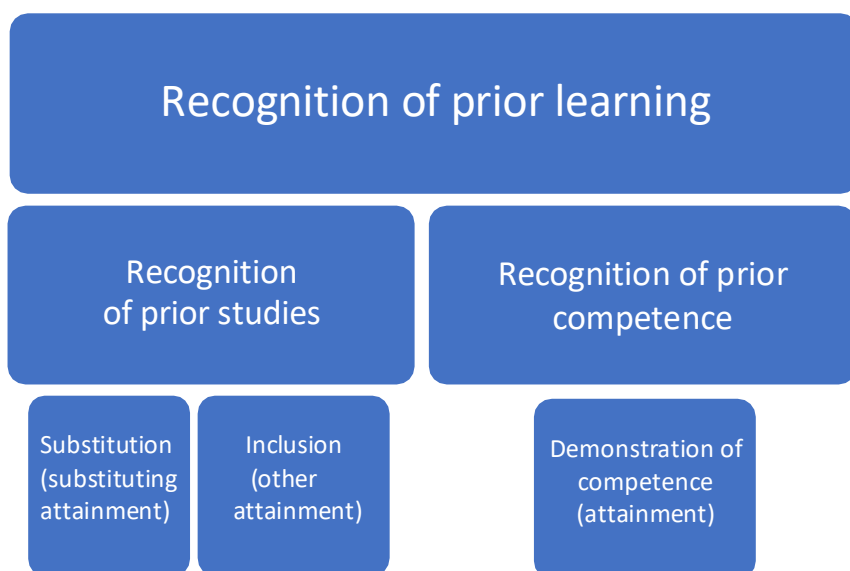 Recognition of prior learning
Recognition
of prior studies
Recognition of prior
competence
Substitution
(substituting
attainment)
Inclusion
(other
attainment)
Demonstration of
competence
(attainment)